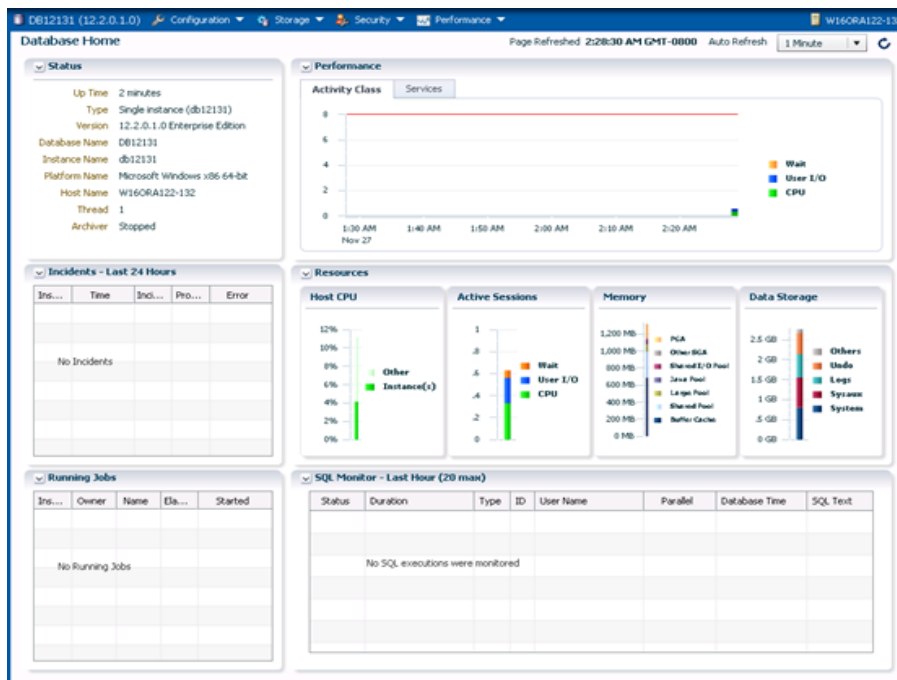 DB12131 (12.2.0.1.0) Configuration Storage Security Performance W16ORA122-13
Database Home
Page Refreshed 2:28:30 AM GMT-0800 Auto Refresh 1 Minute
Status
Up Time 2 minutes
Type Single instance (db12131)
Version 12.2.0.1.0 Enterprise Edition
Database Name DB12131
Instance Name db12131
Platform Name Microsoft Windows x86 64-bit
Host Name W16ORA122-132
Thread 1
Archiver Stopped
Performance
Activity Class Services
8
6
4
2
0
1:30 AM 1:40 AM 1:50 AM 2:00 AM 2:10 AM 2:20 AM
Nov 27
Wait
User I/O
CPU
Incidents - Last 24 Hours
Ins... Time Inci... Pro... Error
No Incidents
Resources
Host CPU
12%
10%
8%
6%
4%
2%
0%
Other
Instance(s)
Active Sessions
1
.8
.6
.4
.2
0
Wait
User I/O
CPU
Memory
1,200 MB
1,000 MB
800 MB
600 MB
400 MB
200 MB
0 MB
PGA
Other SGA
Shared I/O Pool
Java Pool
Large Pool
Shared Pool
Buffer Cache
Data Storage
2.5 GB
2 GB
1.5 GB
1 GB
.5 GB
0 GB
Others
Undo
Logs
Sysaux
System
Running Jobs
Ins... Owner Name Ela... Started
No Running Jobs
SQL Monitor - Last Hour (20 max)
Status Duration Type ID User Name Parallel Database Time SQL Text
No SQL executions were monitored